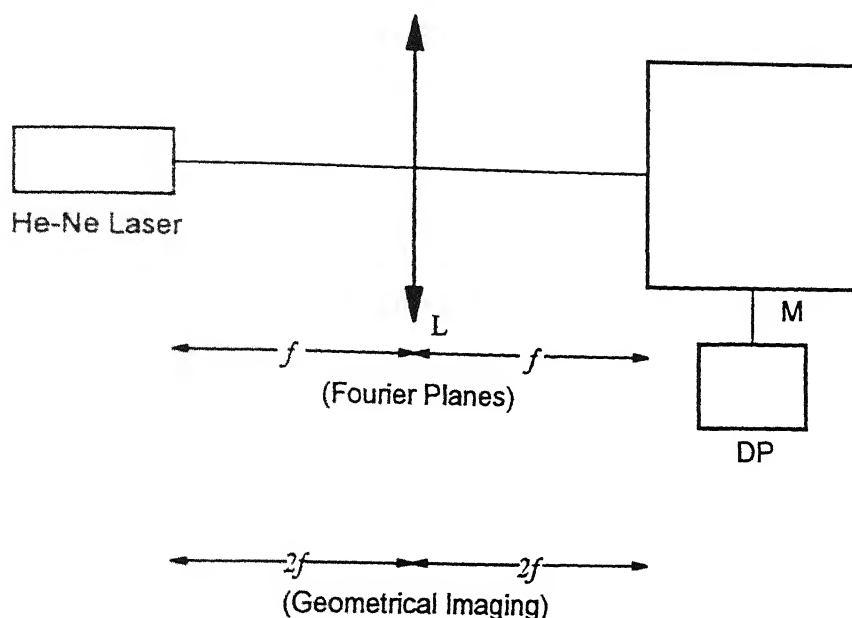 He-Ne Laser
L
M
f f
(Fourier Planes)
DP
2f 2f
(Geometrical Imaging)